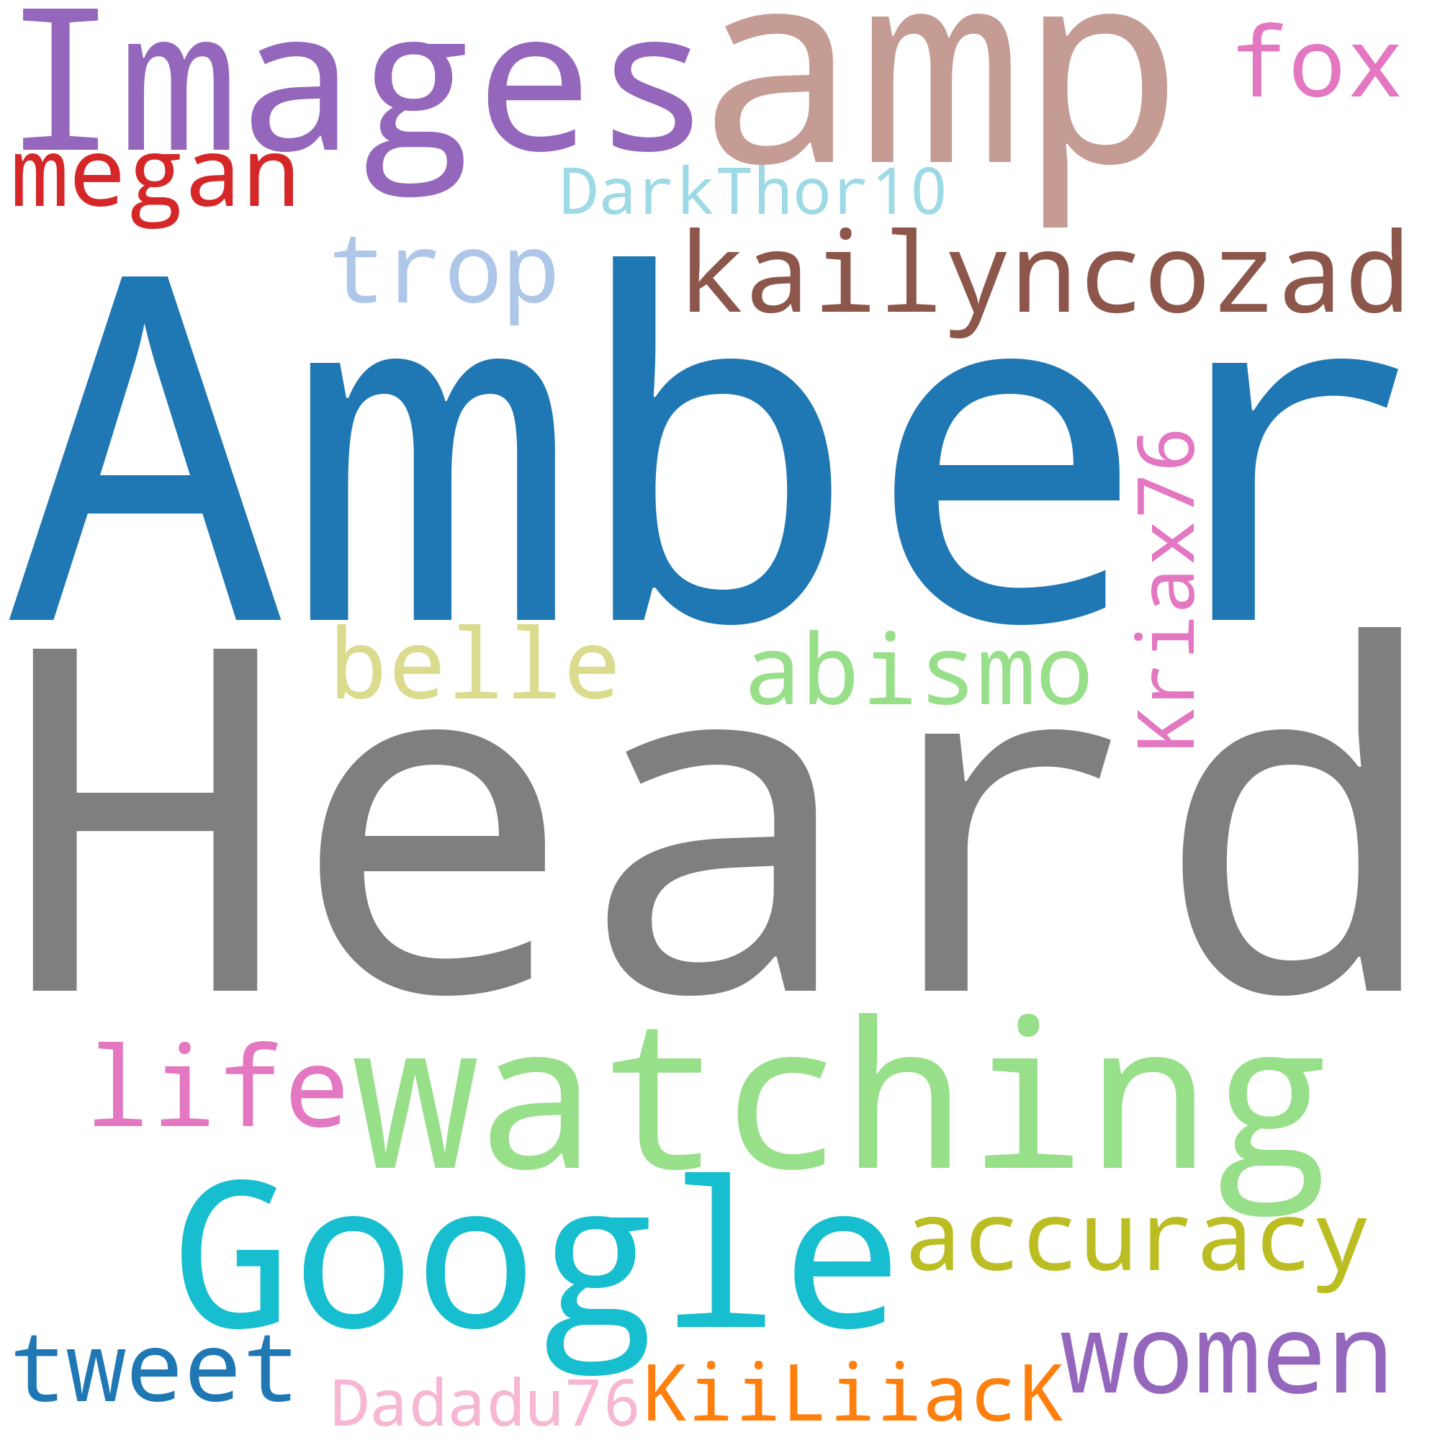 Images
amp
fox
megan
DarkThor10
trop
kailyncozad
Amber
Kriax76
belle
abismo
Heard
life
watching
Google
accuracy
tweet
Dadadu76
KiiLiiacK
women